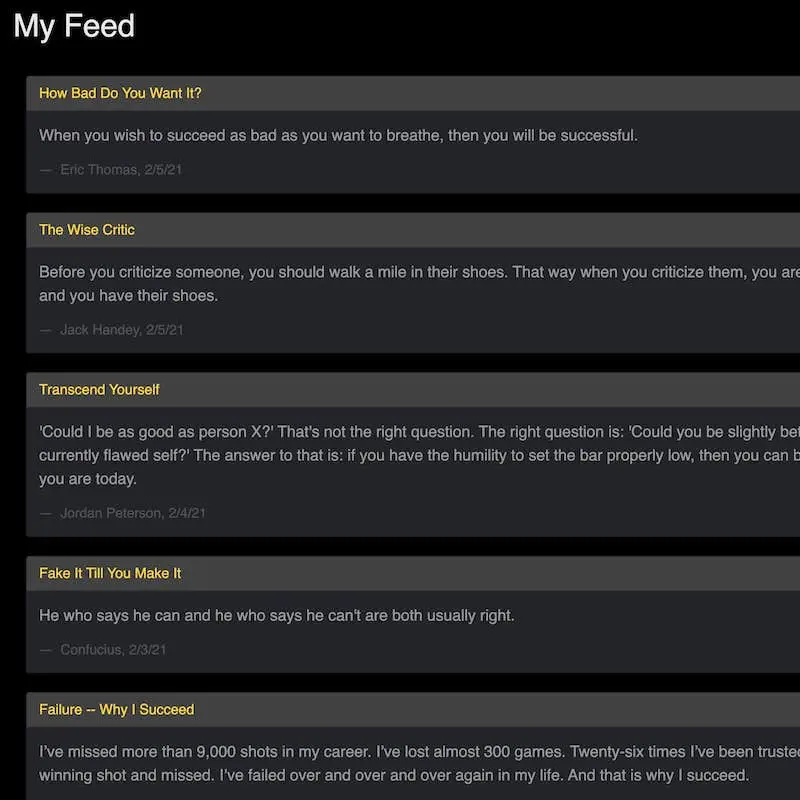 My Feed
How Bad Do You Want It?
When you wish to succeed as bad as you want to breathe, then you will be successful.
— Eric Thomas, 2/5/21
The Wise Critic
Before you criticize someone, you should walk a mile in their shoes. That way when you criticize them, you are
and you have their shoes.
— Jack Handey, 2/5/21
Transcend Yourself
'Could I be as good as person X?' That's not the right question. The right question is: 'Could you be slightly
currently flawed self?' The answer to that is: if you have the humility to set the bar properly low, then you can
you are today.
— Jordan Peterson, 2/4/21
Fake It Till You Make It
He who says he can and he who says he can't are both usually right.
— Confucius, 2/3/21
Failure -- Why I Succeed
I’ve missed more than 9,000 shots in my career. I’ve lost almost 300 games. Twenty-six times I’ve been
winning shot and missed. I’ve failed over and over and over again in my life. And that is why I succeed.